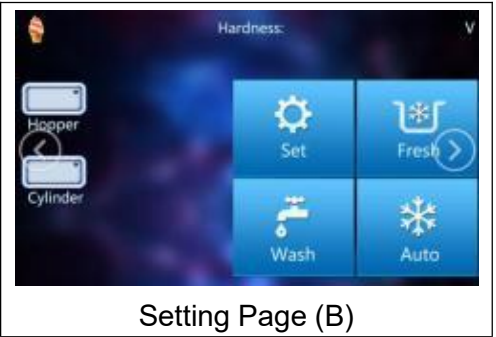 Hardness: V
Hopper
Cylinder
Set
Fresh
Wash
Auto
Setting Page (B)